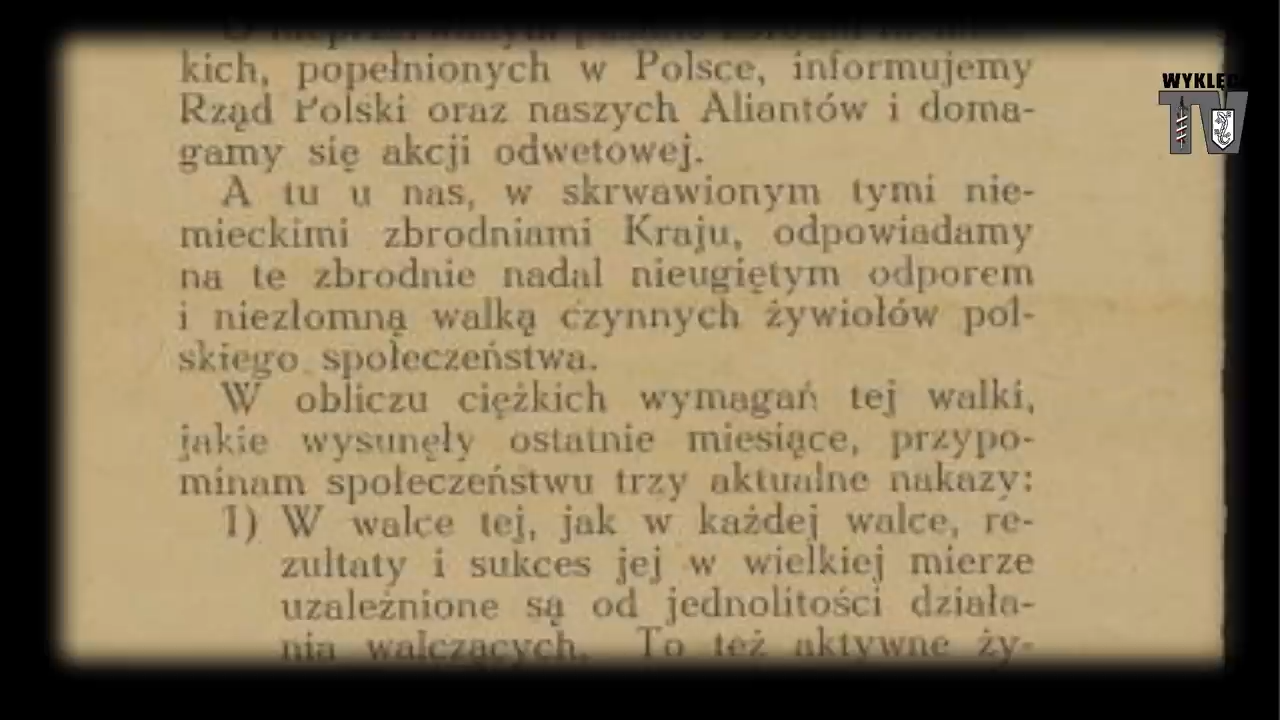 kich, popełnionych w Polsce, informujemy
Rząd Polski oraz naszych Aliantów i doma-
gamy się akcji odwetowej.
A tu u nas, w skrwawionym tymi nie-
mieckimi zbrodniami Kraju, odpowiadamy
na te zbrodnie nadal nieugiętym odporem
i niezłomną walką czynnych żywiołów pol-
skiego społeczeństwa.
W obliczu ciężkich wymagań tej walki,
jakie wysunęły ostatnie miesiące, przypo-
minam społeczeństwu trzy aktualne nakazy:
1) W walce tej, jak w każdej walce, re-
zultaty i sukces jej w wielkiej mierze
uzależnione są od jednolitości działa-
nia walczących. To też aktywne ży-
WYKLĘC
TV